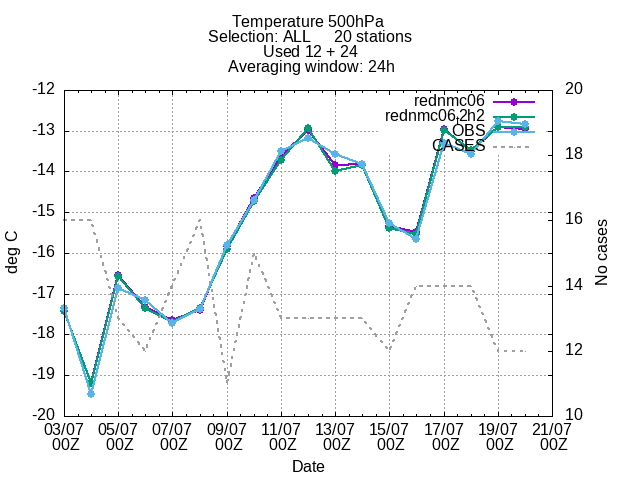 Temperature 500hPa
Selection: ALL 20 stations
Used 12 + 24
Averaging window: 24h
-12
-13
-14
-15
-16
-17
-18
-19
-20
deg C
20
18
16
14
12
10
No cases
rednmc06
rednmc06_2h2
OBS
CASES
03/07 05/07 07/07 09/07 11/07 13/07 15/07 17/07 19/07 21/07
00Z 00Z 00Z 00Z 00Z 00Z 00Z 00Z 00Z 00Z
Date